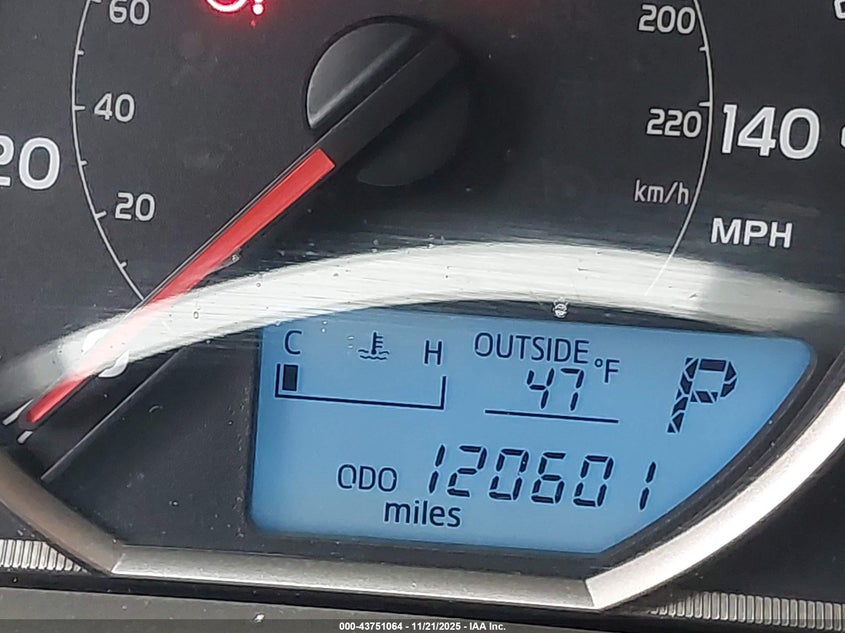 60
200
40
220
140
20
20
km/h
MPH
C
H
OUTSIDE
47 °F
P
ODO 120601
miles
000-43751064 - 11/21/2025 - IAA Inc.